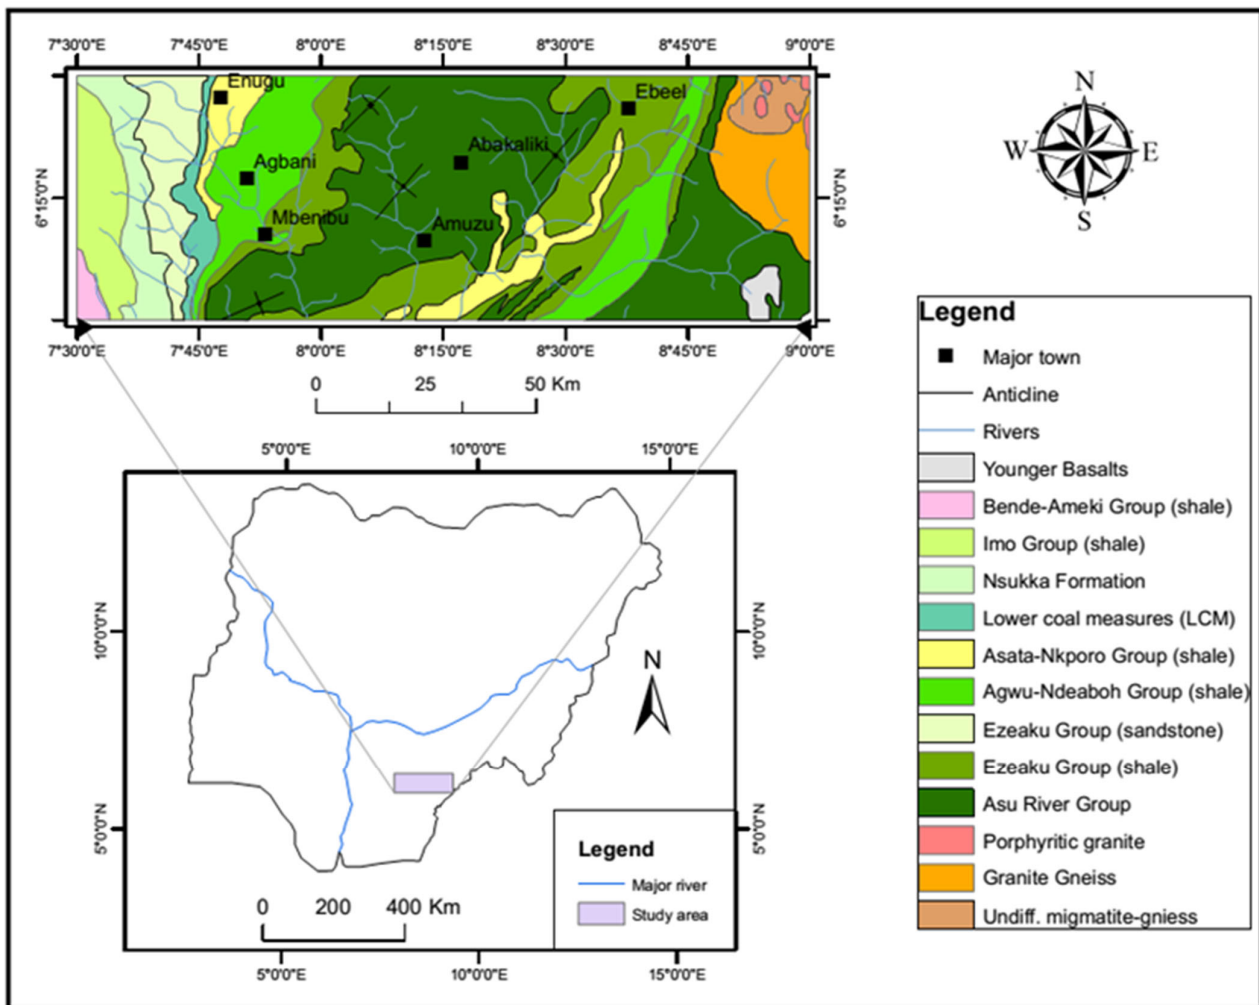 7°30'0"E 7°45'0"E 8°0'0"E 8°15'0"E 8°30'0"E 8°45'0"E 9°0'0"E
Enugu
Ebeel
Abakaliki
Agbani
Mbenibu
Amuzu
6°15'0"N
6°15'0"N
7°30'0"E 7°45'0"E 8°0'0"E 8°15'0"E 8°30'0"E 8°45'0"E 9°0'0"E
0 25 50 Km
N
W E
S
Legend
Major town
Anticline
Rivers
Younger Basalts
Bende-Ameki Group (shale)
Imo Group (shale)
Nsukka Formation
Lower coal measures (LCM)
Asata-Nkporo Group (shale)
Agwu-Ndeaboh Group (shale)
Ezeaku Group (sandstone)
Ezeaku Group (shale)
Asu River Group
Porphyritic granite
Granite Gneiss
Undiff. migmatite-gniess
5°0'0"E 10°0'0"E 15°0'0"E
10°0'0"N
10°0'0"N
N
5°0'0"N
5°0'0"N
Legend
Major river
Study area
0 200 400 Km
5°0'0"E 10°0'0"E 15°0'0"E